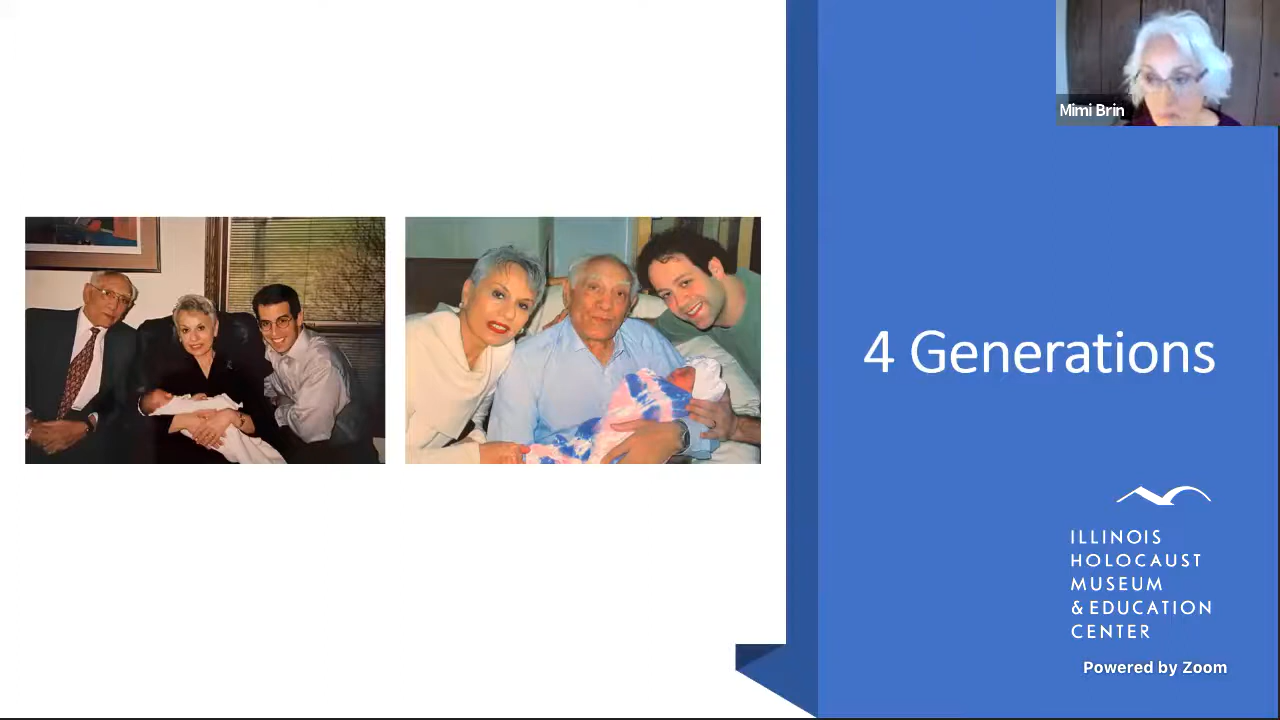 Mimi Brin
4 Generations
ILLINOIS
HOLOCAUST
MUSEUM
& EDUCATION
CENTER
Powered by Zoom